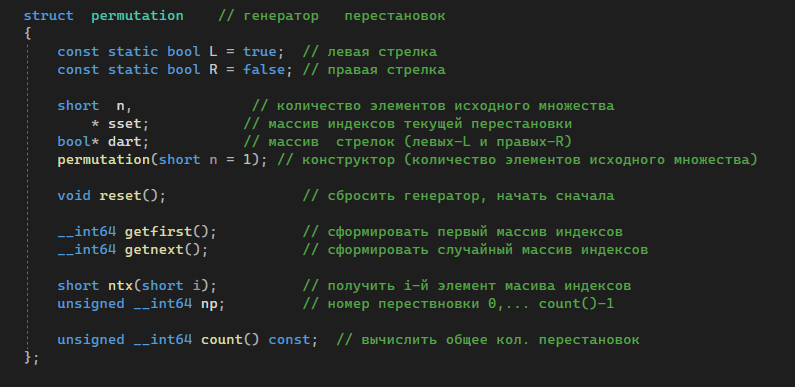 struct  permutation    // генератор   перестановок
{
    const static bool L = true;  // левая стрелка
    const static bool R = false; // правая стрелка
    short  n,              // количество элементов исходного множества
        * sset;           // массив индексов текущей перестановки
    bool* dart;           // массив  стрелок (левых-L и правых-R)
    permutation(short n = 1); // конструктор (количество элементов исходного множества)
    void reset();                // сбросить генератор, начать сначала
    __int64 getfirst();          // сформировать первый массив индексов
    __int64 getnext();           // сформировать случайный массив индексов
    short ntx(short i);          // получить i-й элемент масива индексов
    unsigned __int64 np;         // номер перествновки 0,... count()-1
    unsigned __int64 count() const;  // вычислить общее кол. перестановок
};